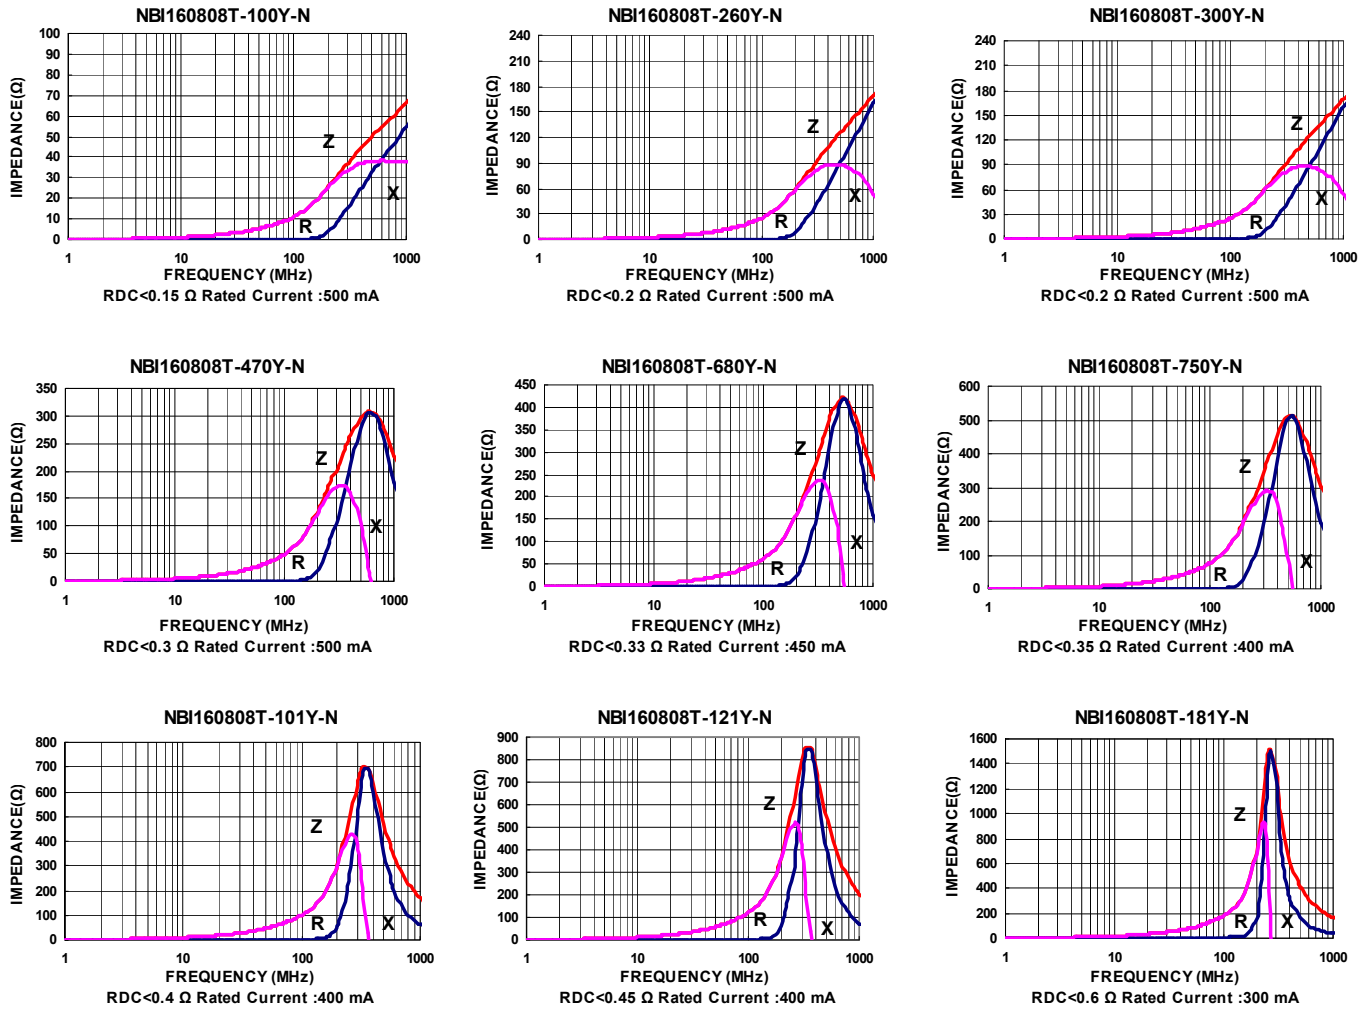 NBI160808T-100Y-N
IMPEDANCE(Ω)
100
90
80
70
60
50
40
30
20
10
0
Z
R
X
1 10 100 1000
FREQUENCY (MHz)
RDC<0.15 Ω Rated Current :500 mA
NBI160808T-260Y-N
IMPEDANCE(Ω)
240
210
180
150
120
90
60
30
0
Z
R
X
1 10 100 1000
FREQUENCY (MHz)
RDC<0.2 Ω Rated Current :500 mA
NBI160808T-300Y-N
IMPEDANCE(Ω)
240
210
180
150
120
90
60
30
0
Z
R
X
1 10 100 1000
FREQUENCY (MHz)
RDC<0.2 Ω Rated Current :500 mA
NBI160808T-470Y-N
IMPEDANCE(Ω)
350
300
250
200
150
100
50
0
Z
R
X
1 10 100 1000
FREQUENCY (MHz)
RDC<0.3 Ω Rated Current :500 mA
NBI160808T-680Y-N
IMPEDANCE(Ω)
450
400
350
300
250
200
150
100
50
0
Z
R
X
1 10 100 1000
FREQUENCY (MHz)
RDC<0.33 Ω Rated Current :450 mA
NBI160808T-750Y-N
IMPEDANCE(Ω)
600
500
400
300
200
100
0
Z
R
X
1 10 100 1000
FREQUENCY (MHz)
RDC<0.35 Ω Rated Current :400 mA
NBI160808T-101Y-N
IMPEDANCE(Ω)
800
700
600
500
400
300
200
100
0
Z
R
X
1 10 100 1000
FREQUENCY (MHz)
RDC<0.4 Ω Rated Current :400 mA
NBI160808T-121Y-N
IMPEDANCE(Ω)
900
800
700
600
500
400
300
200
100
0
Z
R
X
1 10 100 1000
FREQUENCY (MHz)
RDC<0.45 Ω Rated Current :400 mA
NBI160808T-181Y-N
IMPEDANCE(Ω)
1600
1400
1200
1000
800
600
400
200
0
Z
R
X
1 10 100 1000
FREQUENCY (MHz)
RDC<0.6 Ω Rated Current :300 mA